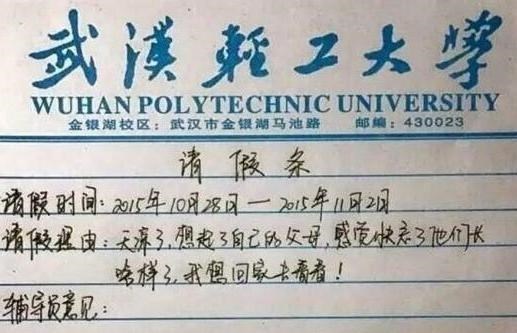 武漢輕工大學
WUHAN POLYTECHNIC UNIVERSITY
金银湖校区：武汉市金银湖马池路 邮编：430023
请假条
请假时间：2015年10月28日—2015年11月2日
请假理由：天凉了，想起了自己的父母，感觉快忘了他们长
啥样了，我想回家去看看！
辅导员意见：